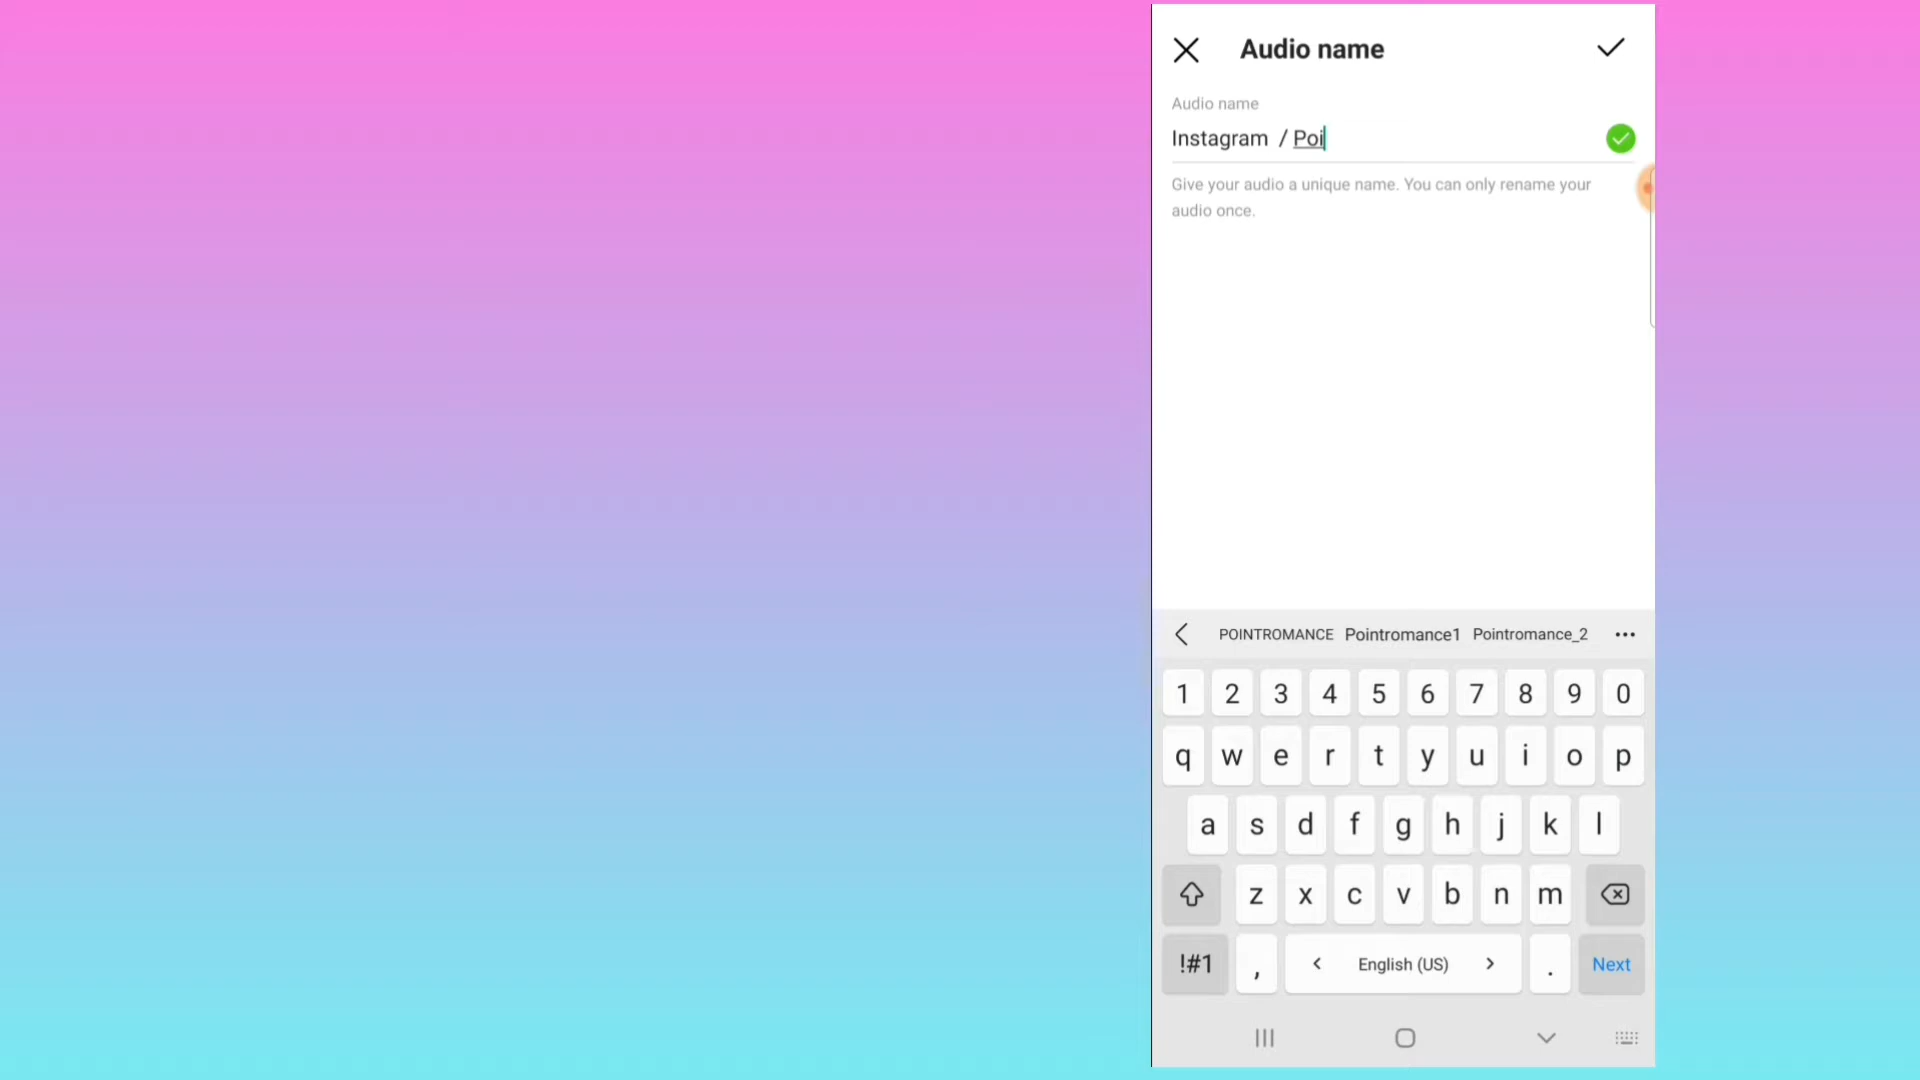 Audio name
Audio name
Instagram / Poi
Give your audio a unique name. You can only rename your
audio once.
POINTROMANCE Pointromance1 Pointromance_2
1 2 3 4 5 6 7 8 9 0
q w e r t y u i o p
a s d f g h j k l
z x c v b n m
!#1 , < English (US) > . Next